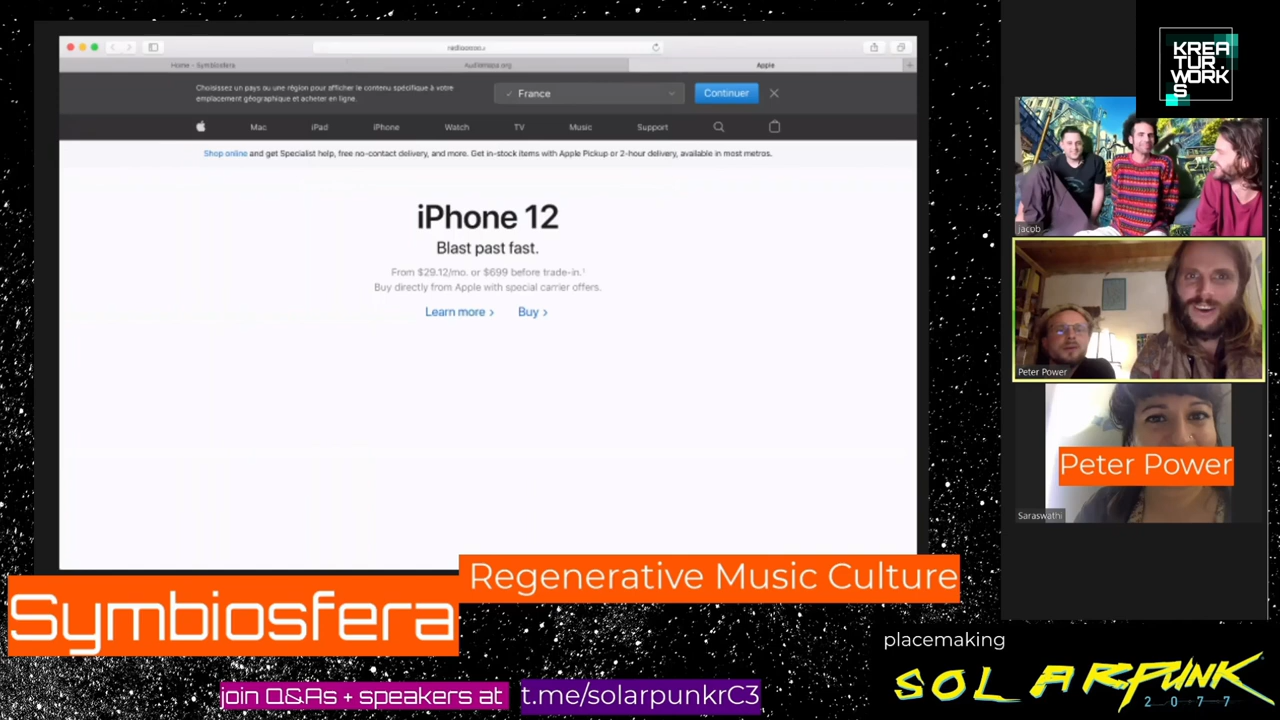 Home - Symbiosfera
Apple
Choisissez un pays ou une région pour afficher le contenu spécifique à votre
emplacement géographique et acheter en ligne.
France
Continuer
Mac
iPad
iPhone
Watch
TV
Music
Support
Shop online and get Specialist help, free no-contact delivery, and more. Get in-stock items with Apple Pickup or 2-hour delivery, available in most metros.
iPhone 12
Blast past fast.
From $29.12/mo. or $699 before trade-in.¹
Buy directly from Apple with special carrier offers.
Learn more >
Buy >
KREA
TUR.
WORK
S
jacob
Peter Power
Peter Power
Saraswathi
Regenerative Music Culture
Symbiosfera
placemaking
SOLARPUNK
2077
join Q&As + speakers at
t.me/solarpunkrC3